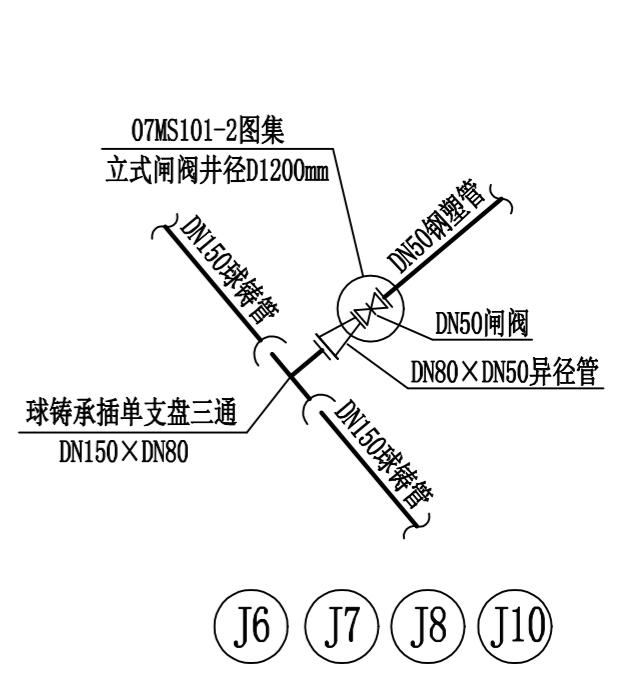 07MS101-2图集
立式闸阀井径D1200mm
DN50钢塑管
DN150球铸管
DN50闸阀
DN80×DN50异径管
球铸承插单支盘三通
DN150×DN80
DN150球铸管
J6 J7 J8 J10